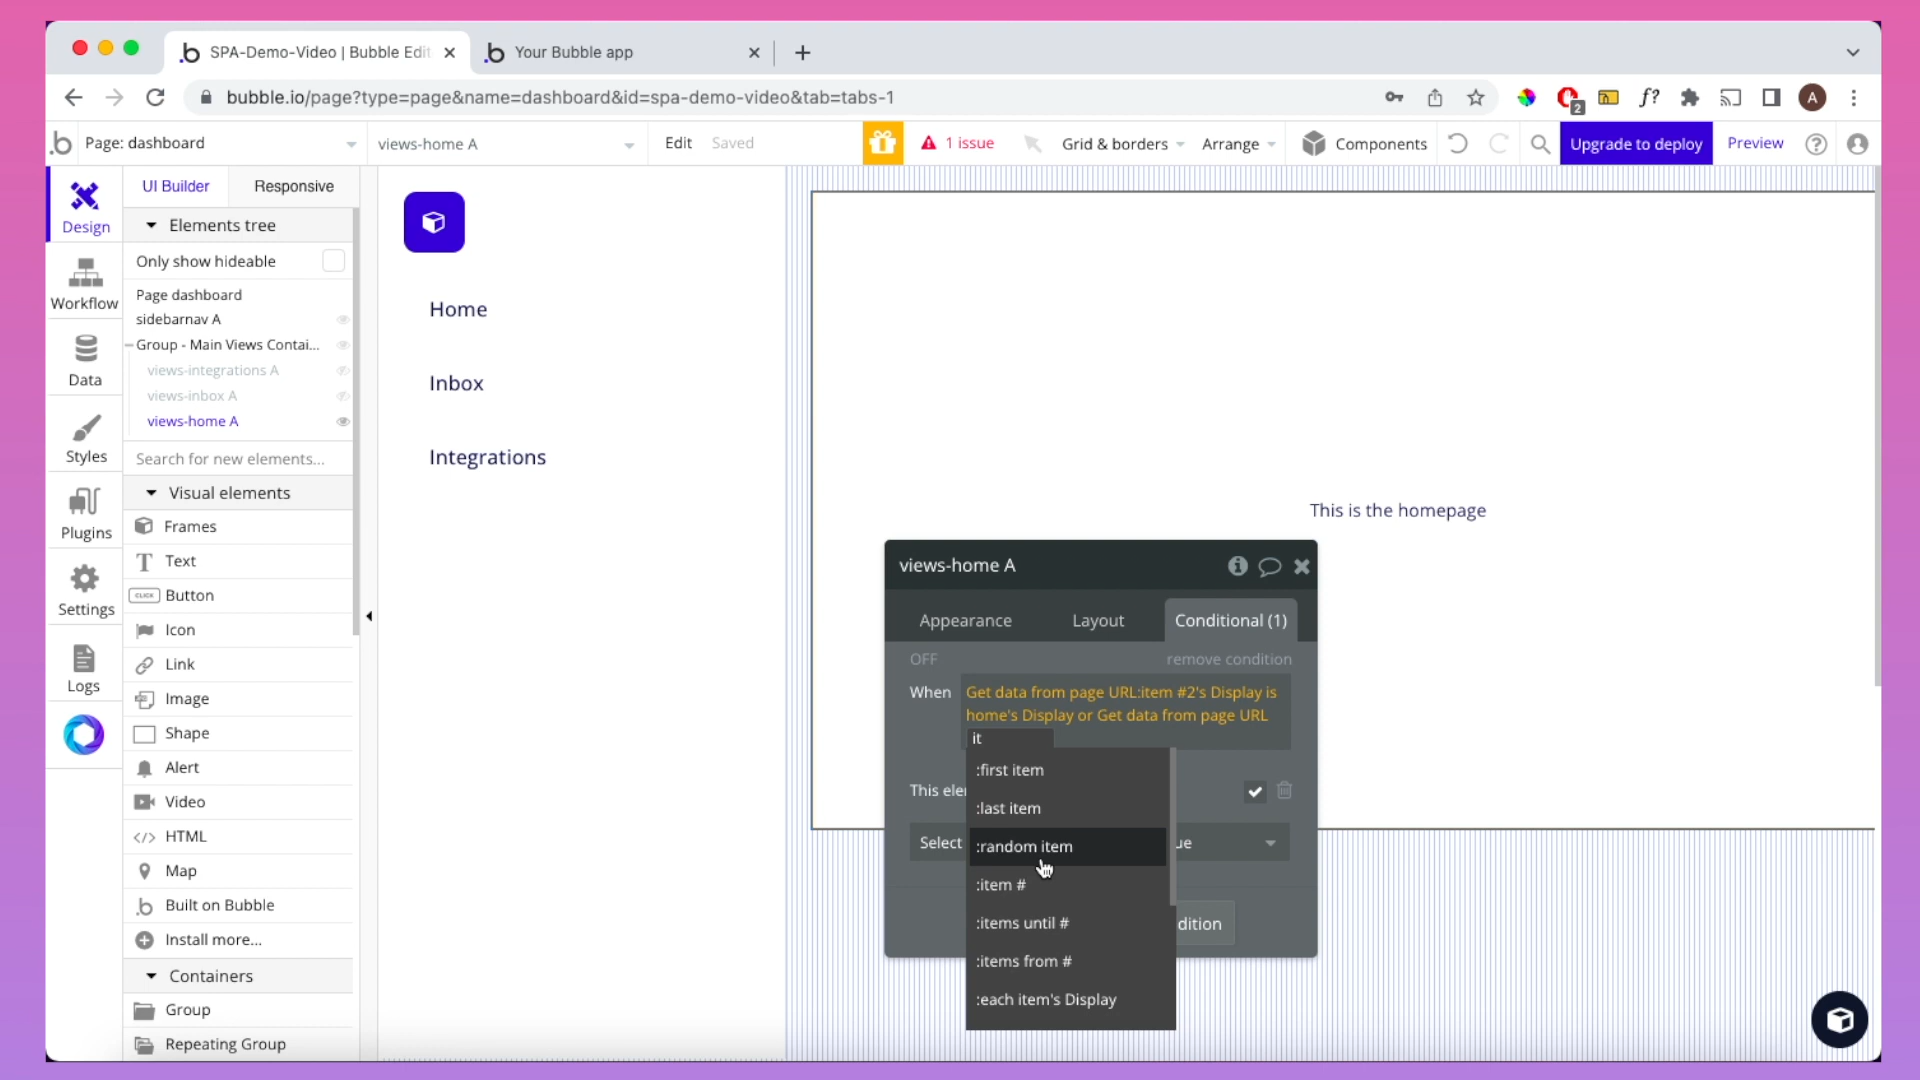 SPA-Demo-Video | Bubble Edit
Your Bubble app
bubble.io/page?type=page&name=dashboard&id=spa-demo-video&tab=tabs-1
2
f?
A
Page: dashboard
views-home A
Edit
Saved
1 issue
Grid & borders
Arrange
Components
Upgrade to deploy
Preview
Design
Workflow
Data
Styles
Plugins
Settings
Logs
UI Builder
Responsive
Elements tree
Only show hideable
Page dashboard
sidebarnav A
Group - Main Views Contai...
views-integrations A
views-inbox A
views-home A
Search for new elements...
Visual elements
Frames
Text
CLICK Button
Icon
Link
Image
Shape
Alert
Video
</> HTML
Map
Built on Bubble
Install more...
Containers
Group
Repeating Group
Home
Inbox
Integrations
This is the homepage
views-home A
Appearance
Layout
Conditional (1)
OFF
remove condition
When
Get data from page URL:item #2's Display is
home's Display or Get data from page URL
it
:first item
:last item
:random item
:item #
:items until #
:items from #
:each item's Display
This ele
Select
ue
dition